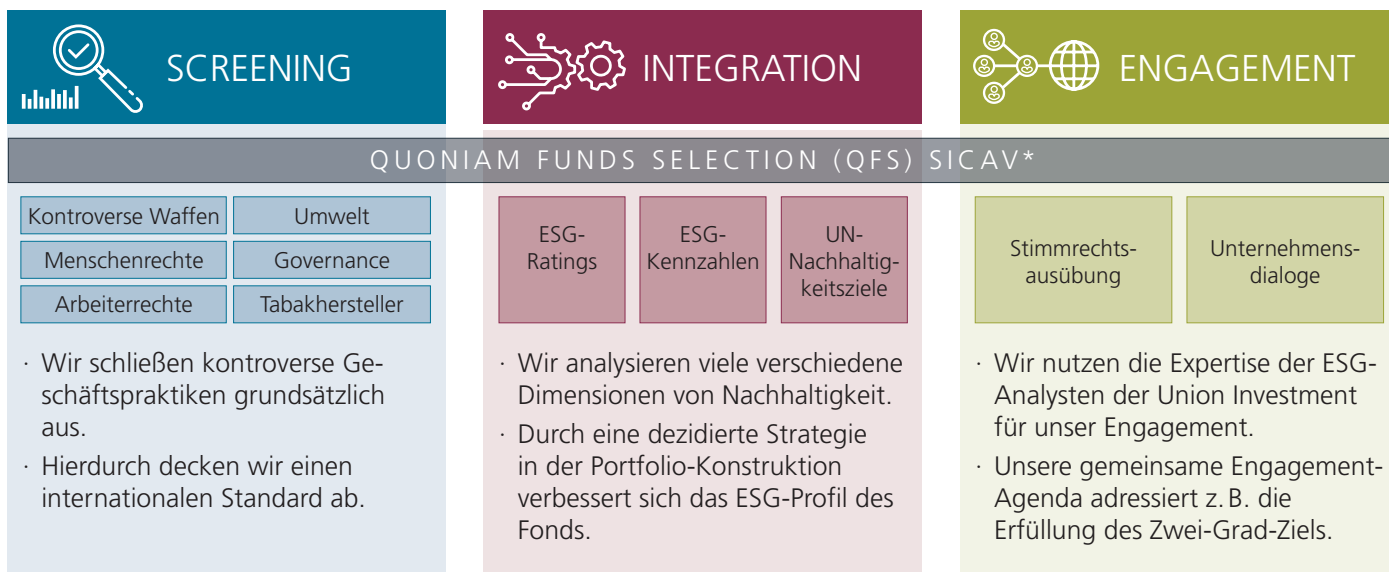 SCREENING
INTEGRATION
ENGAGEMENT
QUONIAM FUNDS SELECTION (QFS) SICAV*
Kontroverse Waffen
Umwelt
Menschenrechte
Governance
Arbeiterrechte
Tabakhersteller
· Wir schließen kontroverse Ge-
schäftspraktiken grundsätzlich
aus.
· Hierdurch decken wir einen
internationalen Standard ab.
ESG-
Ratings
ESG-
Kennzahlen
UN-
Nachhaltig-
keitsziele
· Wir analysieren viele verschiedene
Dimensionen von Nachhaltigkeit.
· Durch eine dezidierte Strategie
in der Portfolio-Konstruktion
verbessert sich das ESG-Profil des
Fonds.
Stimmrechts-
ausübung
Unternehmens-
dialoge
· Wir nutzen die Expertise der ESG-
Analysten der Union Investment
für unser Engagement.
· Unsere gemeinsame Engagement-
Agenda adressiert z. B. die
Erfüllung des Zwei-Grad-Ziels.